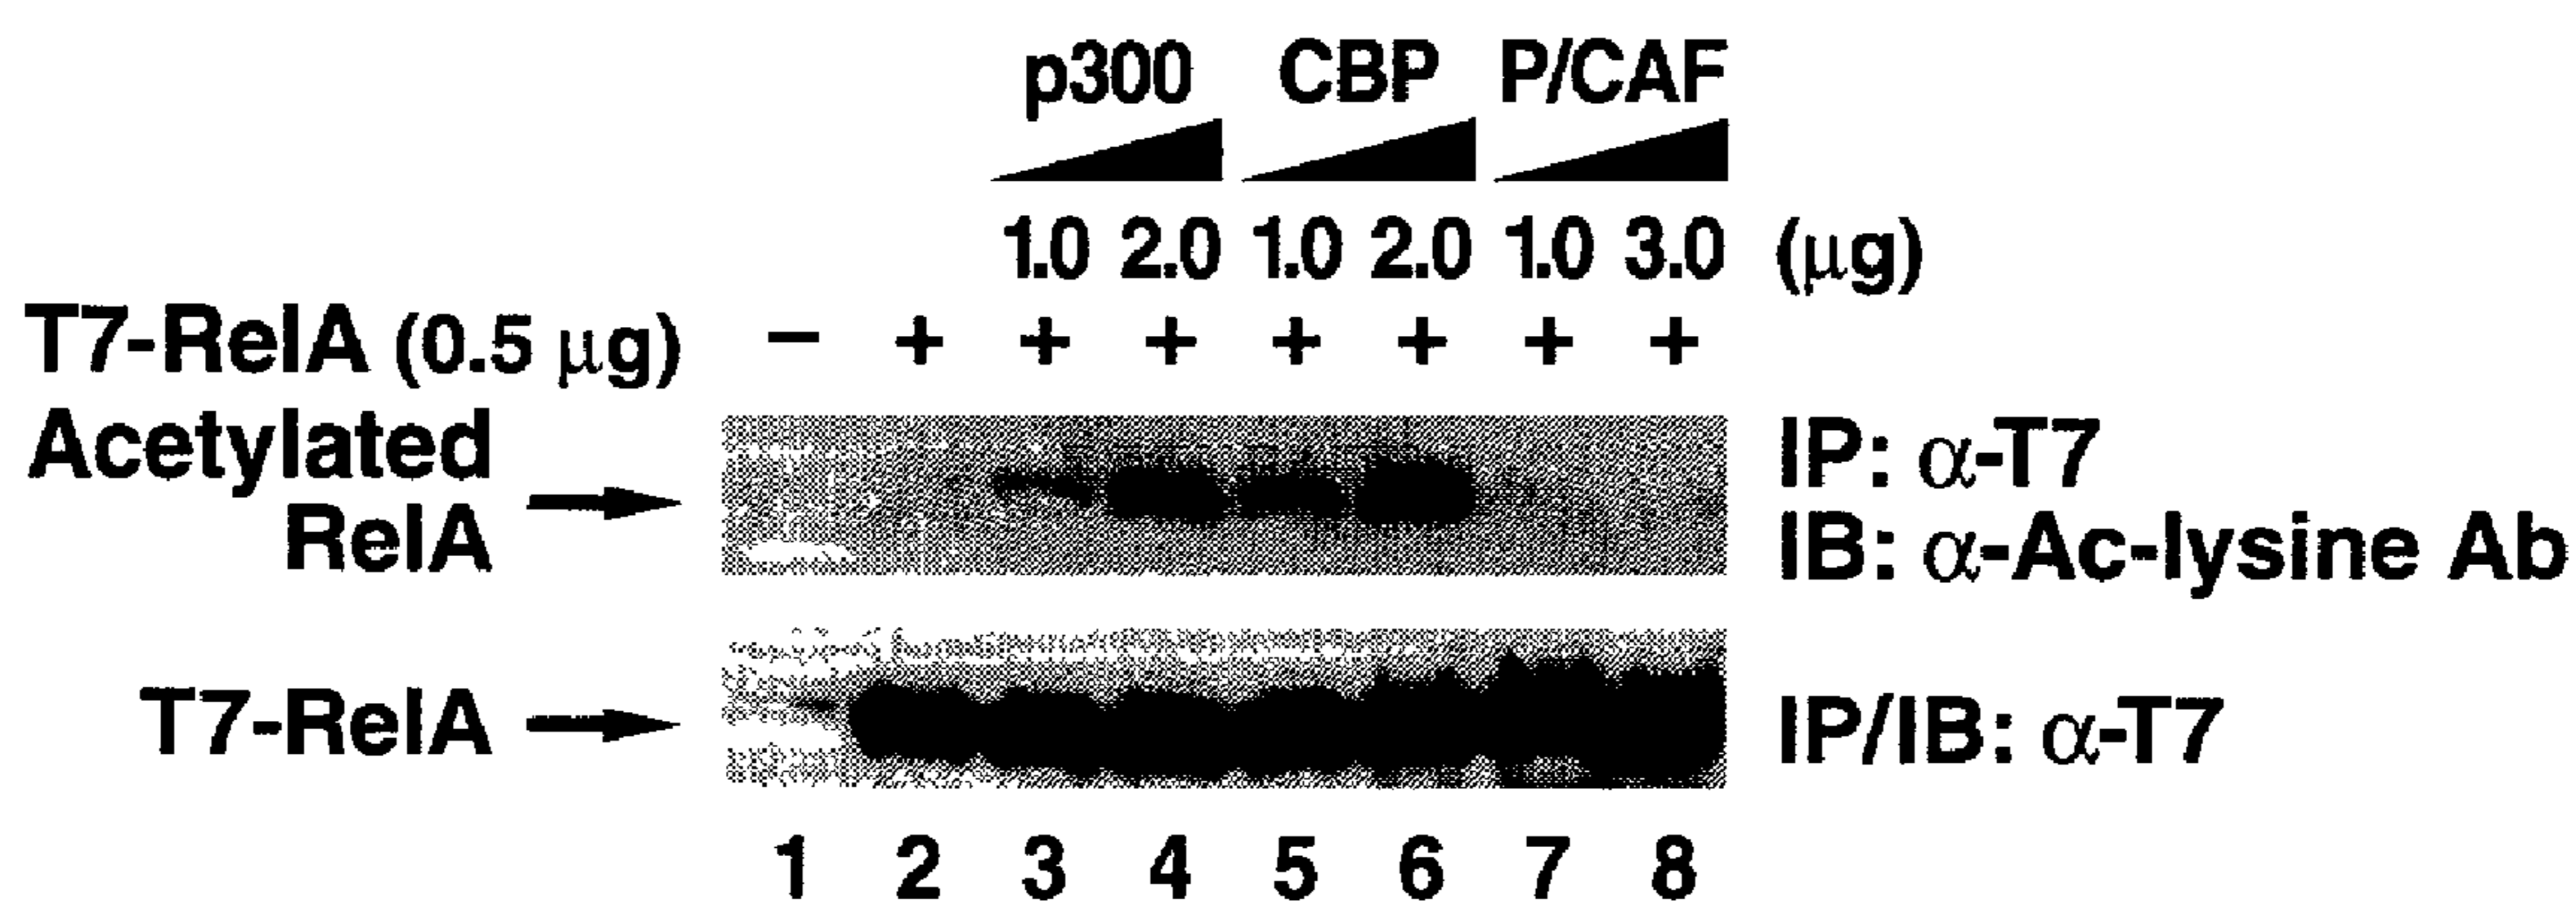 p300 CBP P/CAF
1.0 2.0 1.0 2.0 1.0 3.0 (μg)
T7-RelA (0.5 μg) − + + + + + + +
Acetylated
RelA
IP: α-T7
IB: α-Ac-lysine Ab
T7-RelA
IP/IB: α-T7
1 2 3 4 5 6 7 8